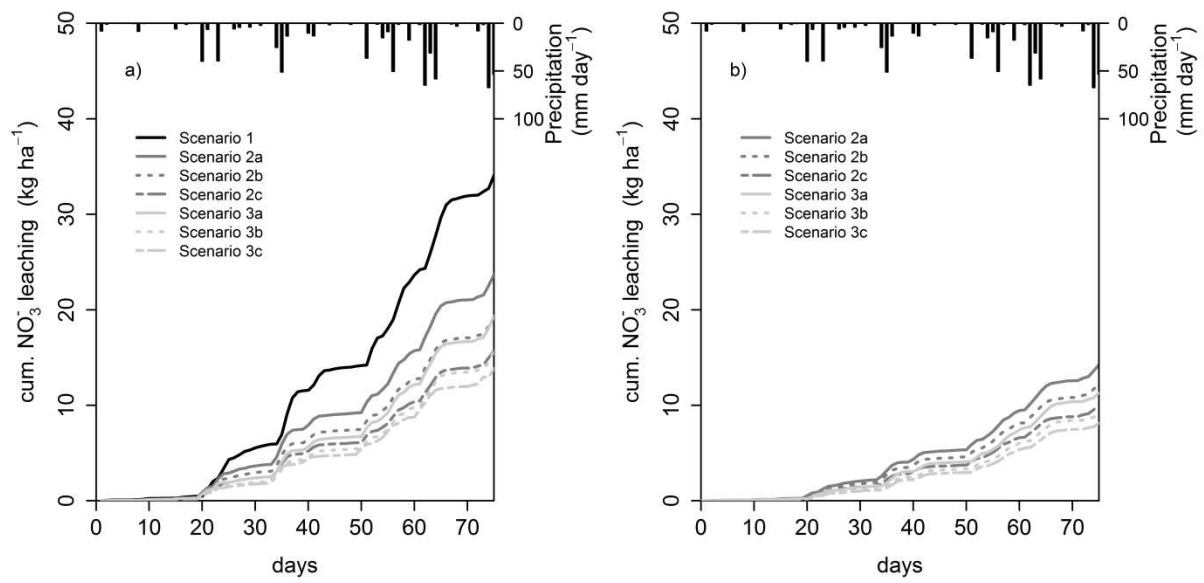 a)
cum. NO₃⁻ leaching (kg ha⁻¹)
50
40
30
20
10
0
0 10 20 30 40 50 60 70
days
0
50
100
Precipitation
(mm day⁻¹)
Scenario 1
Scenario 2a
Scenario 2b
Scenario 2c
Scenario 3a
Scenario 3b
Scenario 3c
b)
cum. NO₃⁻ leaching (kg ha⁻¹)
50
40
30
20
10
0
0 10 20 30 40 50 60 70
days
0
50
100
Precipitation
(mm day⁻¹)
Scenario 2a
Scenario 2b
Scenario 2c
Scenario 3a
Scenario 3b
Scenario 3c